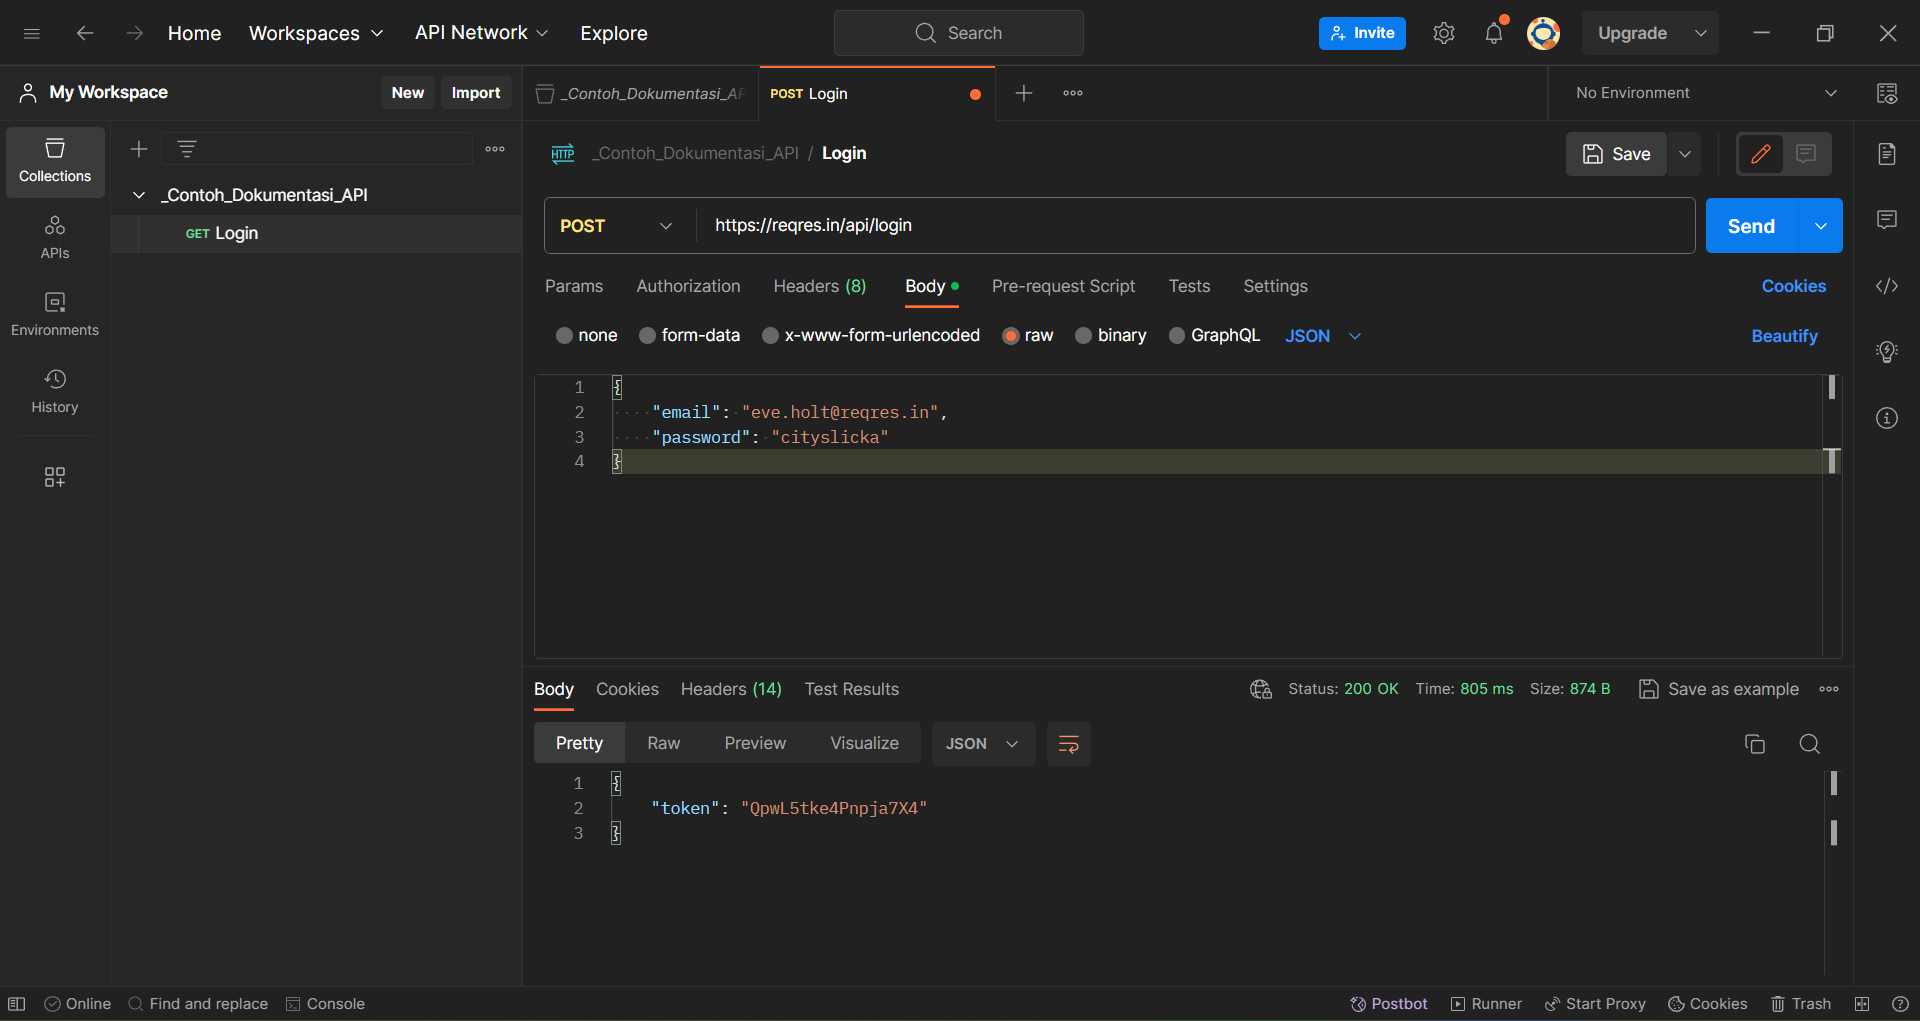 Home Workspaces API Network Explore Search Invite Upgrade
My Workspace New Import _Contoh_Dokumentasi_AP POST Login No Environment
Collections
APIs
Environments
History
_Contoh_Dokumentasi_API
GET Login
HTTP _Contoh_Dokumentasi_API / Login Save
POST https://reqres.in/api/login Send
Params Authorization Headers (8) Body Pre-request Script Tests Settings Cookies
none form-data x-www-form-urlencoded raw binary GraphQL JSON Beautify
1 {
2 "email": "eve.holt@reqres.in",
3 "password": "cityslicka"
4 }
Body Cookies Headers (14) Test Results Status: 200 OK Time: 805 ms Size: 874 B Save as example
Pretty Raw Preview Visualize JSON
1 {
2 "token": "QpwL5tke4Pnpja7X4"
3 }
Online Find and replace Console Postbot Runner Start Proxy Cookies Trash